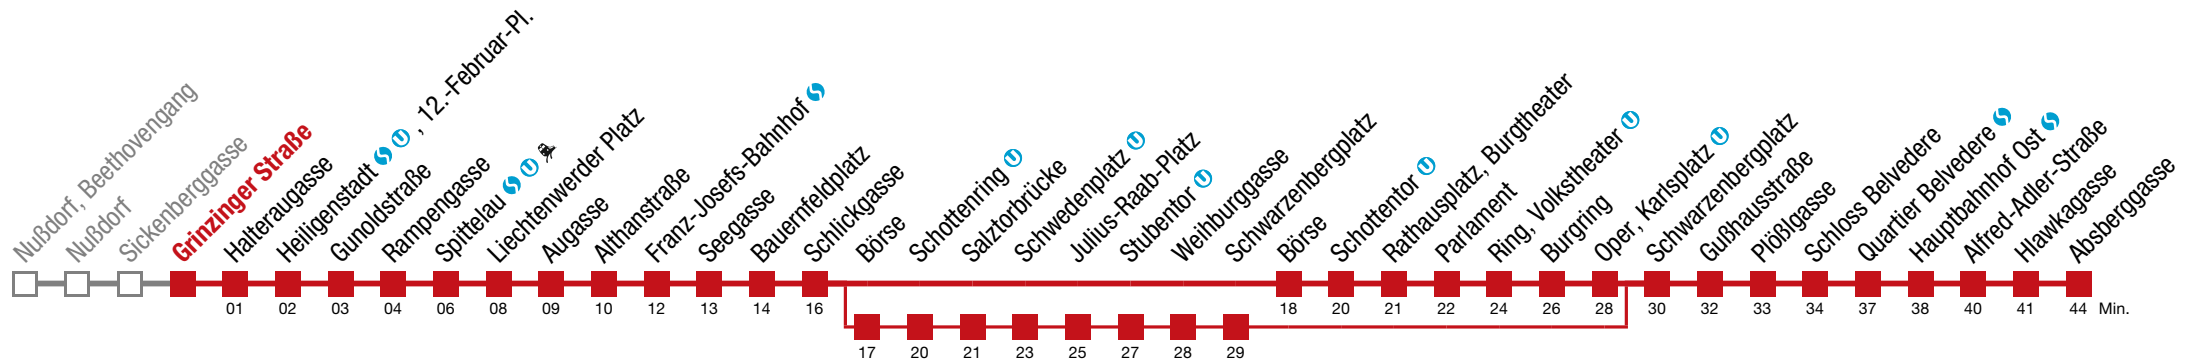 Nußdorf, Beethovengang
Nußdorf
Sickenberggasse
Grinzinger Straße
Halteraugasse
Heiligenstadt S U , 12.-Februar-Pl.
Gunoldstraße
Rampengasse
Spittelau S U
Liechtenwerder Platz
Augasse
Althanstraße
Franz-Josefs-Bahnhof S
Seegasse
Bauernfeldplatz
Schlickgasse
Börse
Schottenring U
Salztorbrücke
Schwedenplatz U
Julius-Raab-Platz
Stubentor U
Weihburggasse
Schwarzenbergplatz
Börse
Schottentor U
Rathausplatz, Burgtheater
Parlament
Ring, Volkstheater U
Burgring
Oper, Karlsplatz U
Schwarzenbergplatz
Gußhausstraße
Plößlgasse
Schloss Belvedere
Quartier Belvedere S
Hauptbahnhof Ost S
Alfred-Adler-Straße
Hlawkagasse
Absberggasse
01 02 03 04 06 08 09 10 12 13 14 16 18 20 21 22 24 26 28 30 32 33 34 37 38 40 41 44 Min.
17 20 21 23 25 27 28 29